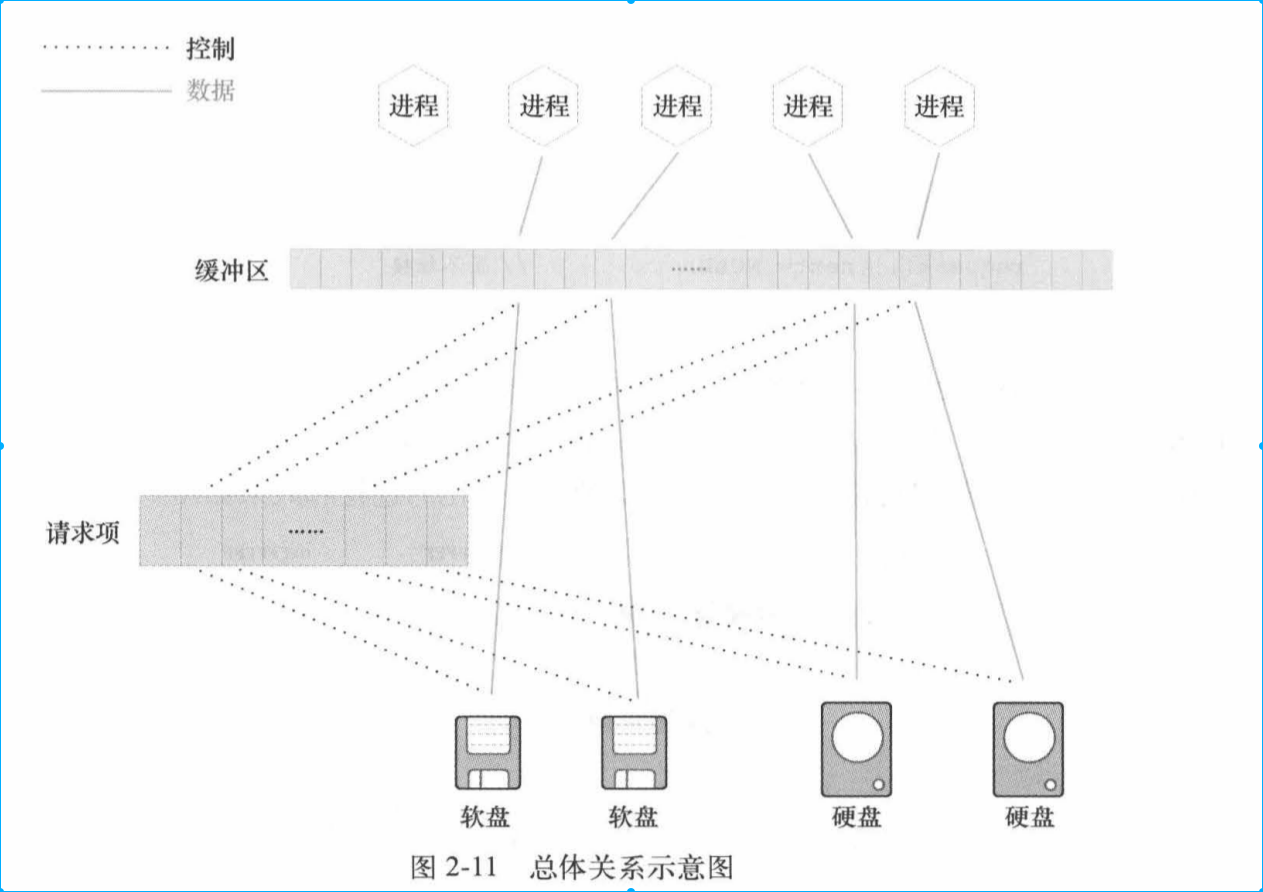 控制
数据
进程 进程 进程 进程 进程
缓冲区 ……
请求项 ……
软盘 软盘 硬盘 硬盘
图 2-11 总体关系示意图